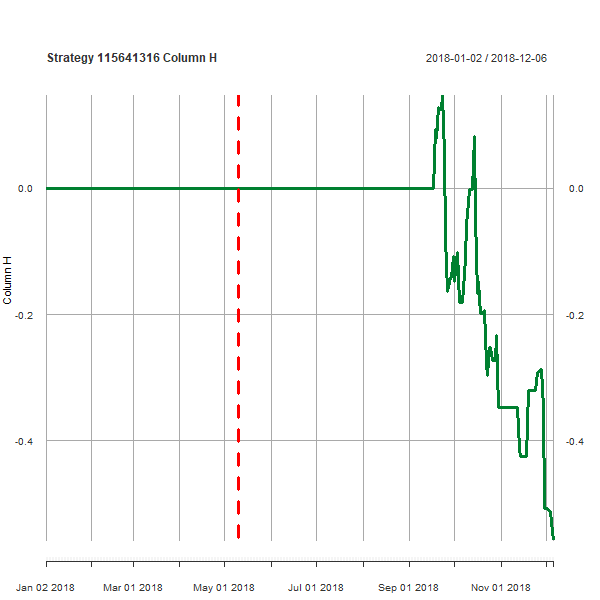 Strategy 115641316 Column H
2018-01-02 / 2018-12-06
0.0
0.0
-0.2
-0.2
-0.4
-0.4
Column H
Jan 02 2018
Mar 01 2018
May 01 2018
Jul 01 2018
Sep 01 2018
Nov 01 2018